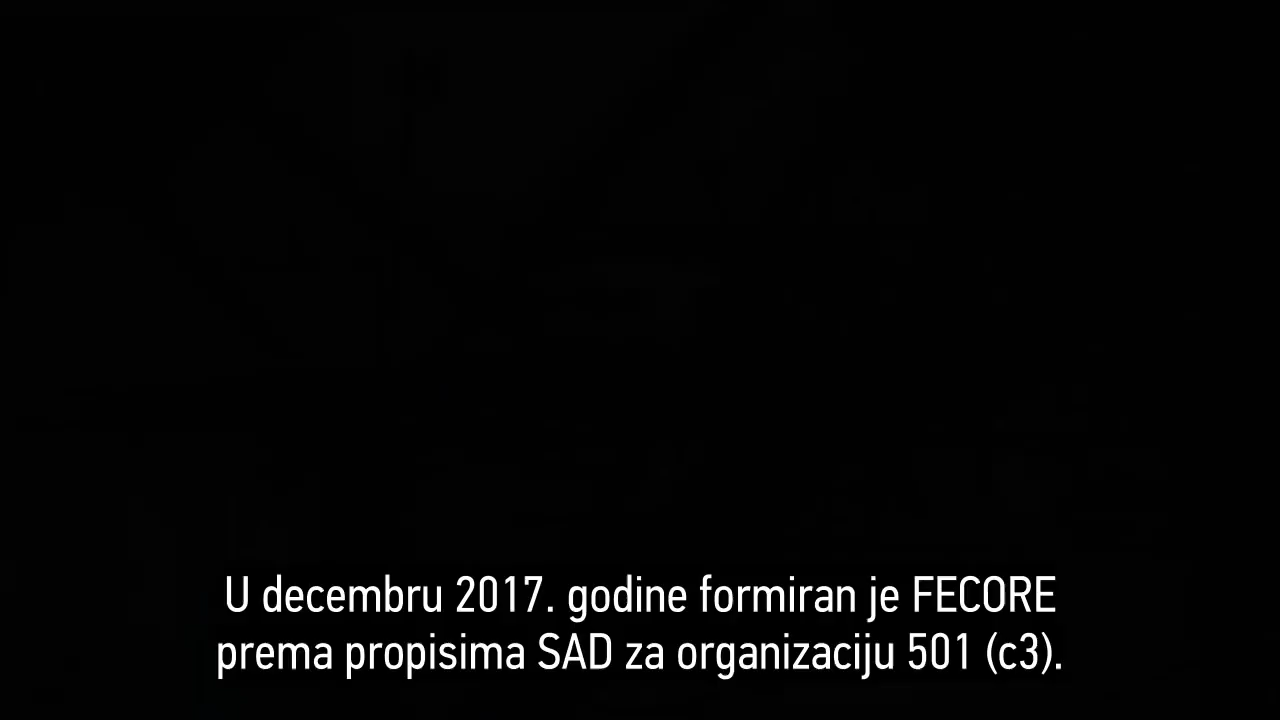 U decembru 2017. godine formiran je FECORE
prema propisima SAD za organizaciju 501 (c3).